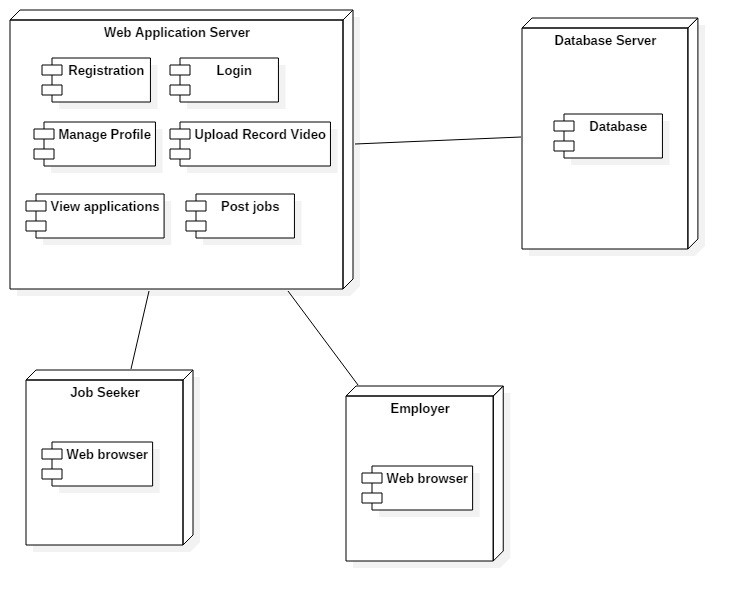 Web Application Server
Registration
Login
Manage Profile
Upload Record Video
View applications
Post jobs
Database Server
Database
Job Seeker
Web browser
Employer
Web browser